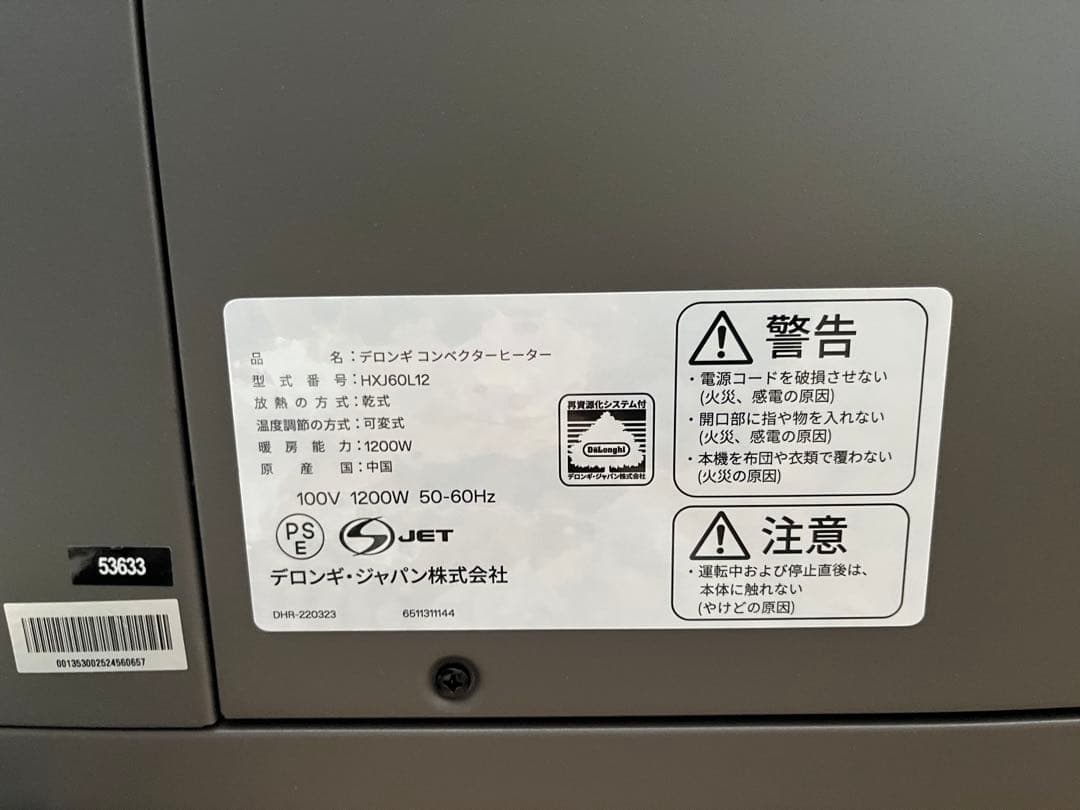 品名：デロンギ コンベクターヒーター
型式番号：HXJ60L12
放熱の方式：乾式
温度調節の方式：可変式
暖房能力：1200W
原産国：中国
100V 1200W 50-60Hz
PS
E
JET
デロンギ・ジャパン株式会社
DHR-220323 6511311144
再資源化システム付
DeLonghi
デロンギ・ジャパン株式会社
警告
・電源コードを破損させない
(火災、感電の原因)
・開口部に指や物を入れない
(火災、感電の原因)
・本機を布団や衣類で覆わない
(火災の原因)
注意
・運転中および停止直後は、
本体に触れない
(やけどの原因)
53633
001353002524560657